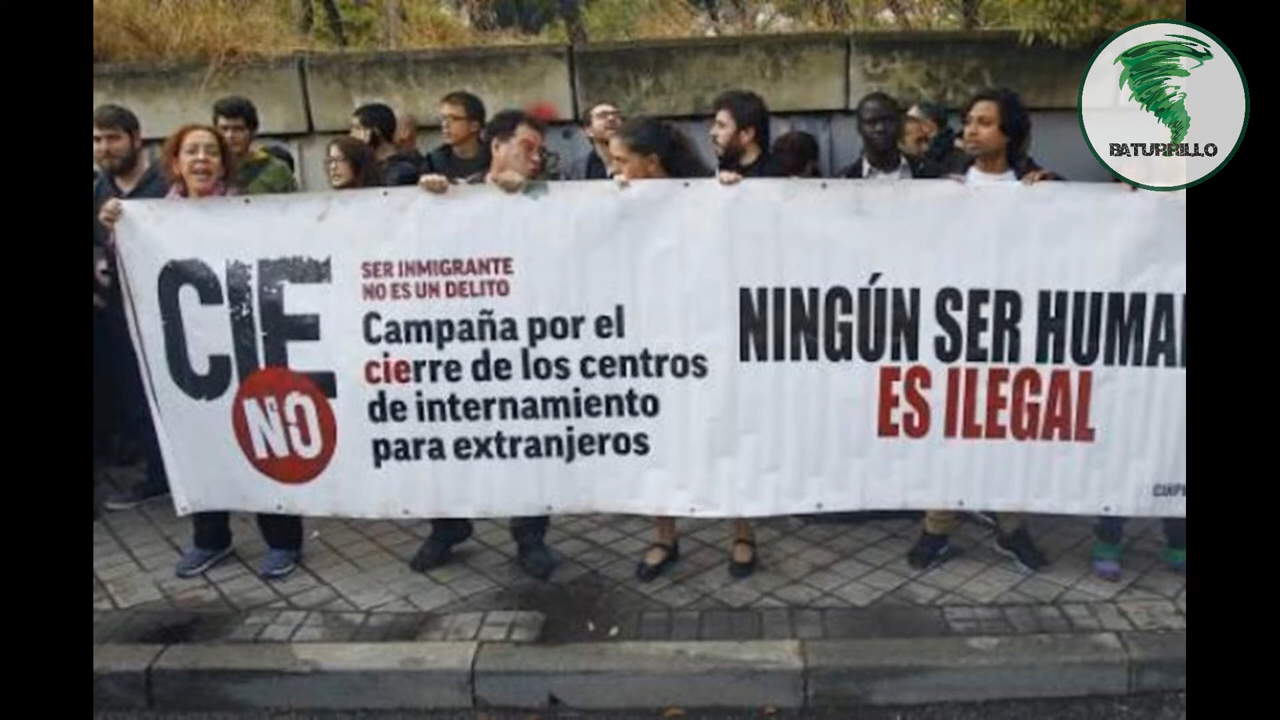 BATURRILLO
CIE
NO
SER INMIGRANTE
NO ES UN DELITO
Campaña por el
cierre de los centros
de internamiento
para extranjeros
NINGÚN SER HUMA
ES ILEGAL